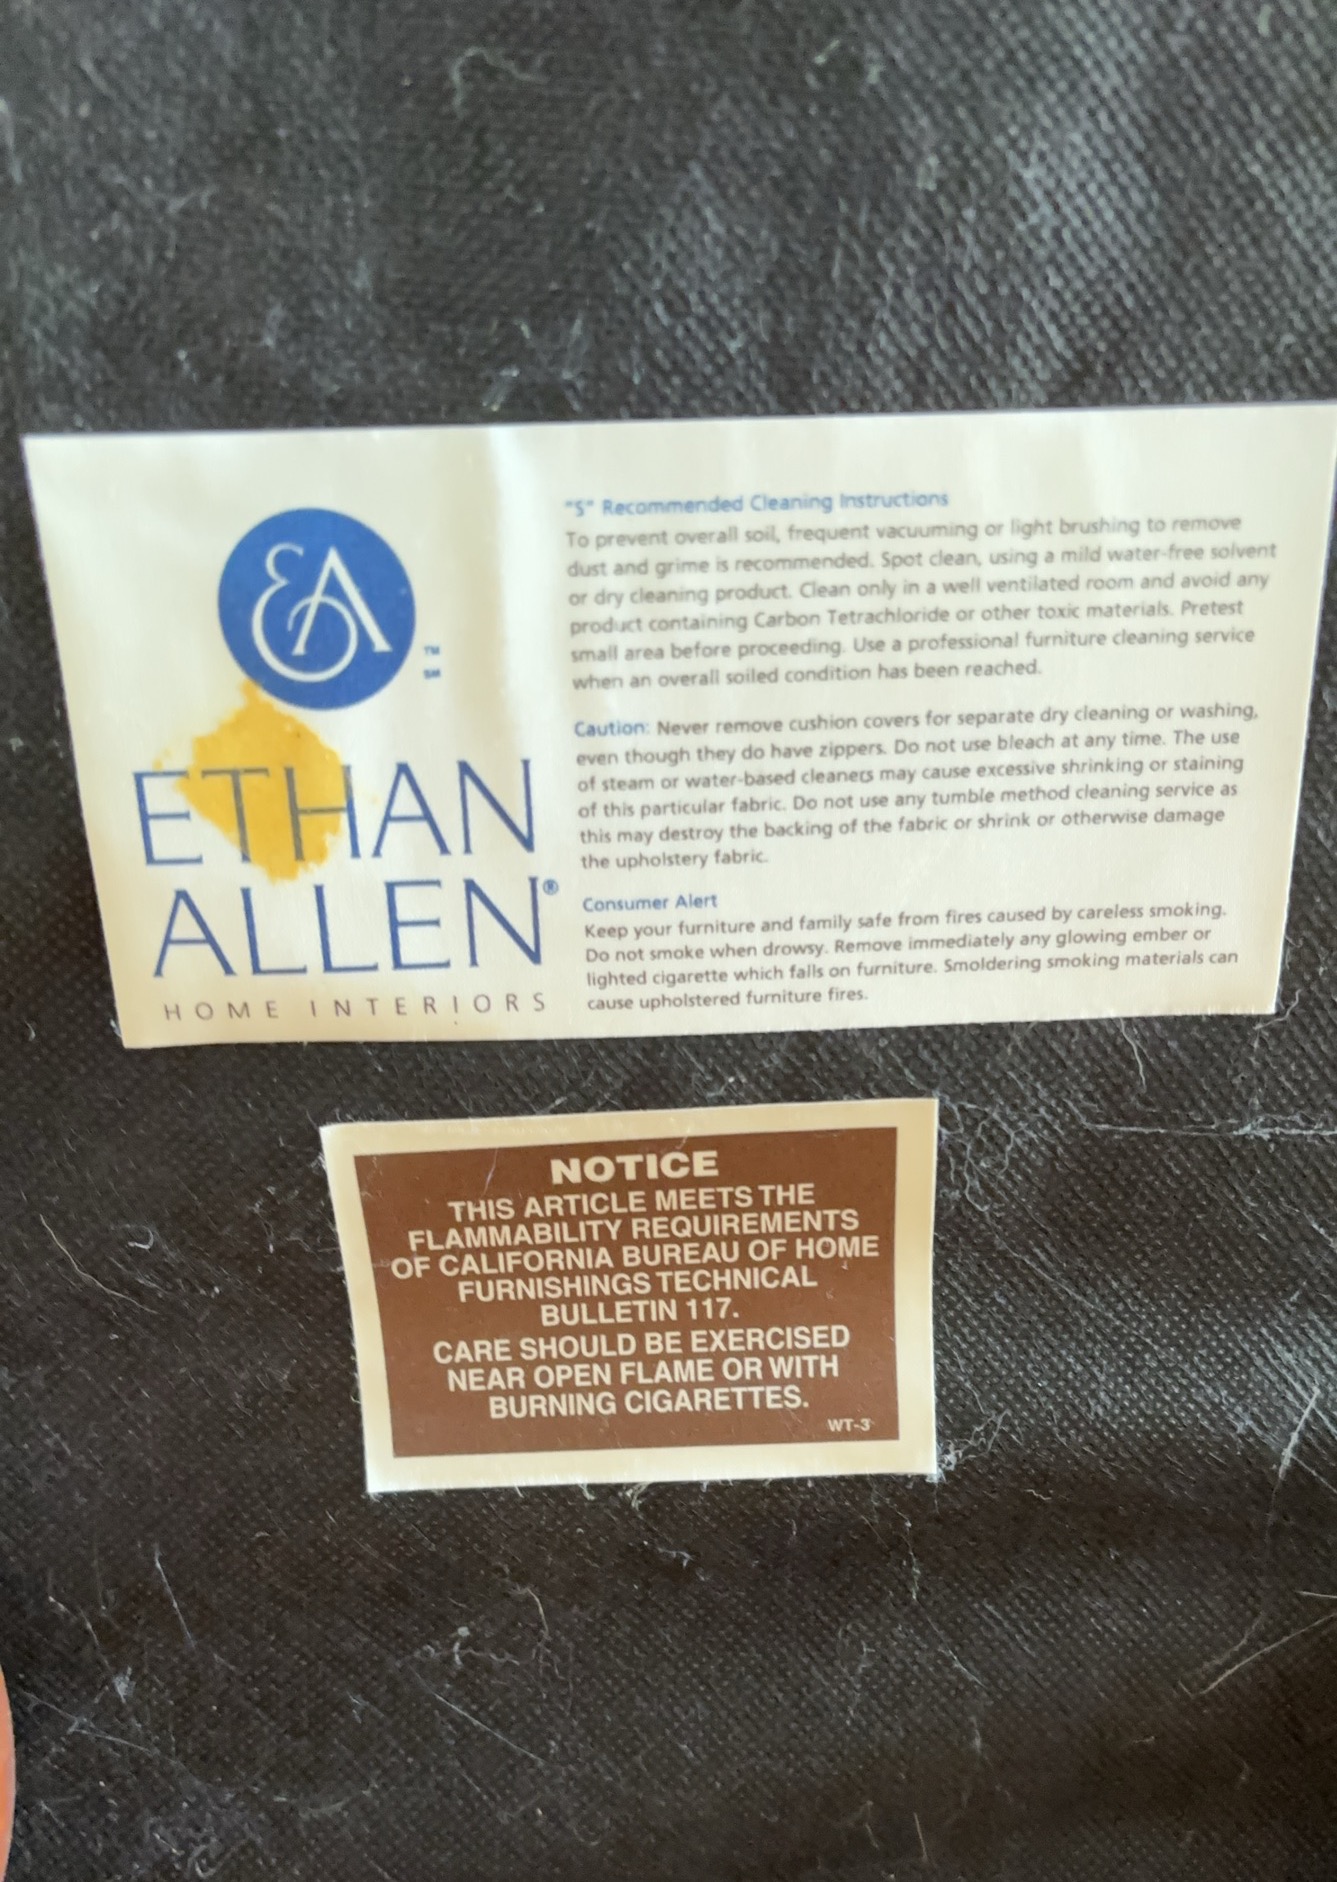 EA
TM
SM
ETHAN
ALLEN®
HOME INTERIORS
"S" Recommended Cleaning Instructions
To prevent overall soil, frequent vacuuming or light brushing to remove
dust and grime is recommended. Spot clean, using a mild water-free solvent
or dry cleaning product. Clean only in a well ventilated room and avoid any
product containing Carbon Tetrachloride or other toxic materials. Pretest
small area before proceeding. Use a professional furniture cleaning service
when an overall soiled condition has been reached.
Caution: Never remove cushion covers for separate dry cleaning or washing,
even though they do have zippers. Do not use bleach at any time. The use
of steam or water-based cleaners may cause excessive shrinking or staining
of this particular fabric. Do not use any tumble method cleaning service as
this may destroy the backing of the fabric or shrink or otherwise damage
the upholstery fabric.
Consumer Alert
Keep your furniture and family safe from fires caused by careless smoking.
Do not smoke when drowsy. Remove immediately any glowing ember or
lighted cigarette which falls on furniture. Smoldering smoking materials can
cause upholstered furniture fires.
NOTICE
THIS ARTICLE MEETS THE
FLAMMABILITY REQUIREMENTS
OF CALIFORNIA BUREAU OF HOME
FURNISHINGS TECHNICAL
BULLETIN 117.
CARE SHOULD BE EXERCISED
NEAR OPEN FLAME OR WITH
BURNING CIGARETTES.
WT-3